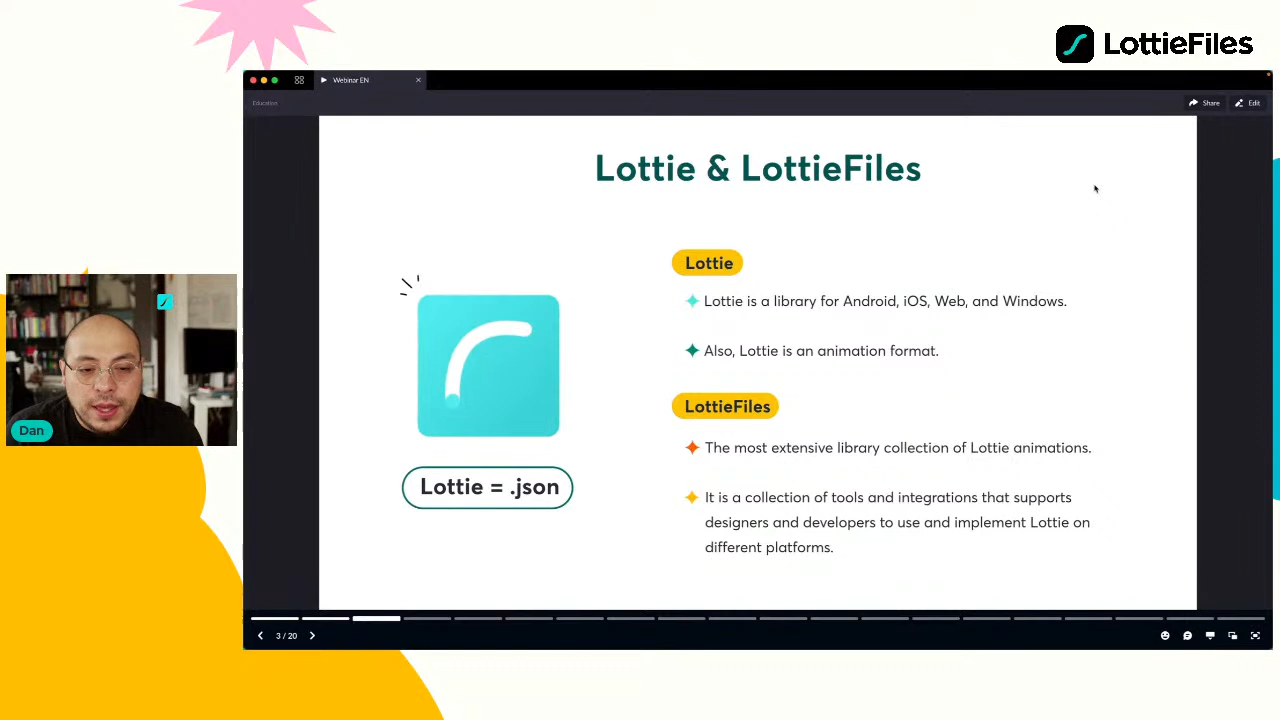 LottieFiles
Webinar EN
Education
Share
Edit
Lottie & LottieFiles
Lottie
Lottie is a library for Android, iOS, Web, and Windows.
Also, Lottie is an animation format.
Lottie = .json
LottieFiles
The most extensive library collection of Lottie animations.
It is a collection of tools and integrations that supports
designers and developers to use and implement Lottie on
different platforms.
Dan
3 / 20